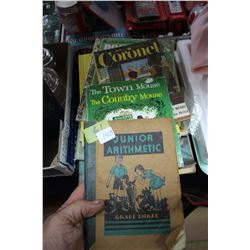 Coronet
The Town Mouse
The Country Mouse
JUNIOR
ARITHMETIC
GRADE THREE